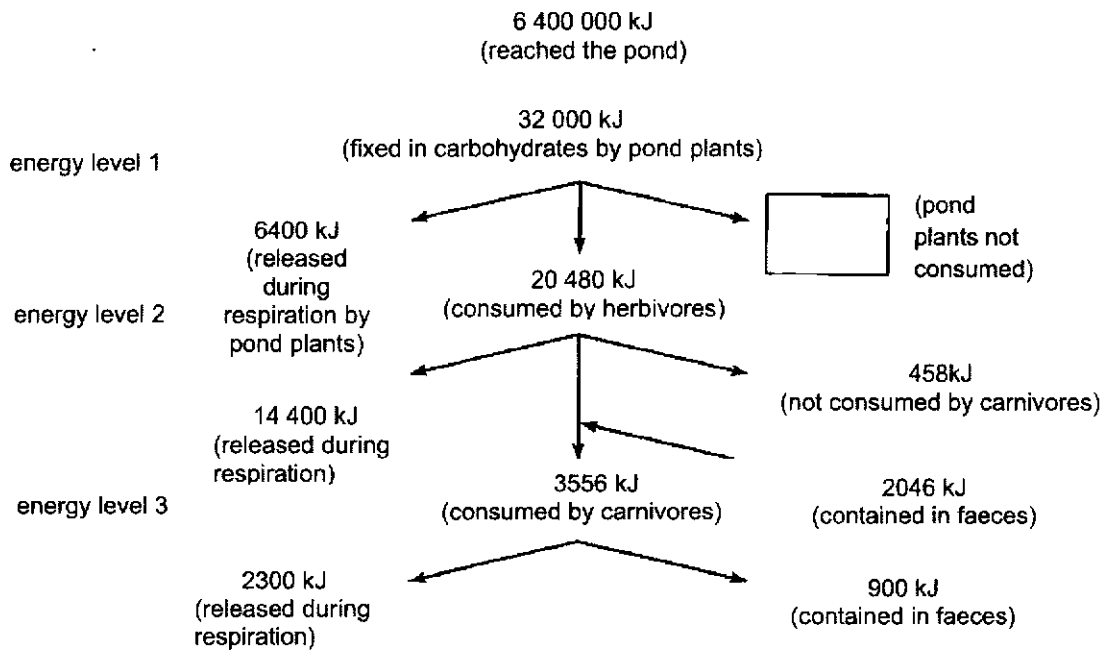 6 400 000 kJ
(reached the pond)
32 000 kJ
(fixed in carbohydrates by pond plants)
energy level 1
6400 kJ
(released
during
respiration by
pond plants)
(pond
plants not
consumed)
20 480 kJ
(consumed by herbivores)
energy level 2
14 400 kJ
(released during
respiration)
458kJ
(not consumed by carnivores)
energy level 3
3556 kJ
(consumed by carnivores)
2046 kJ
(contained in faeces)
2300 kJ
(released during
respiration)
900 kJ
(contained in faeces)